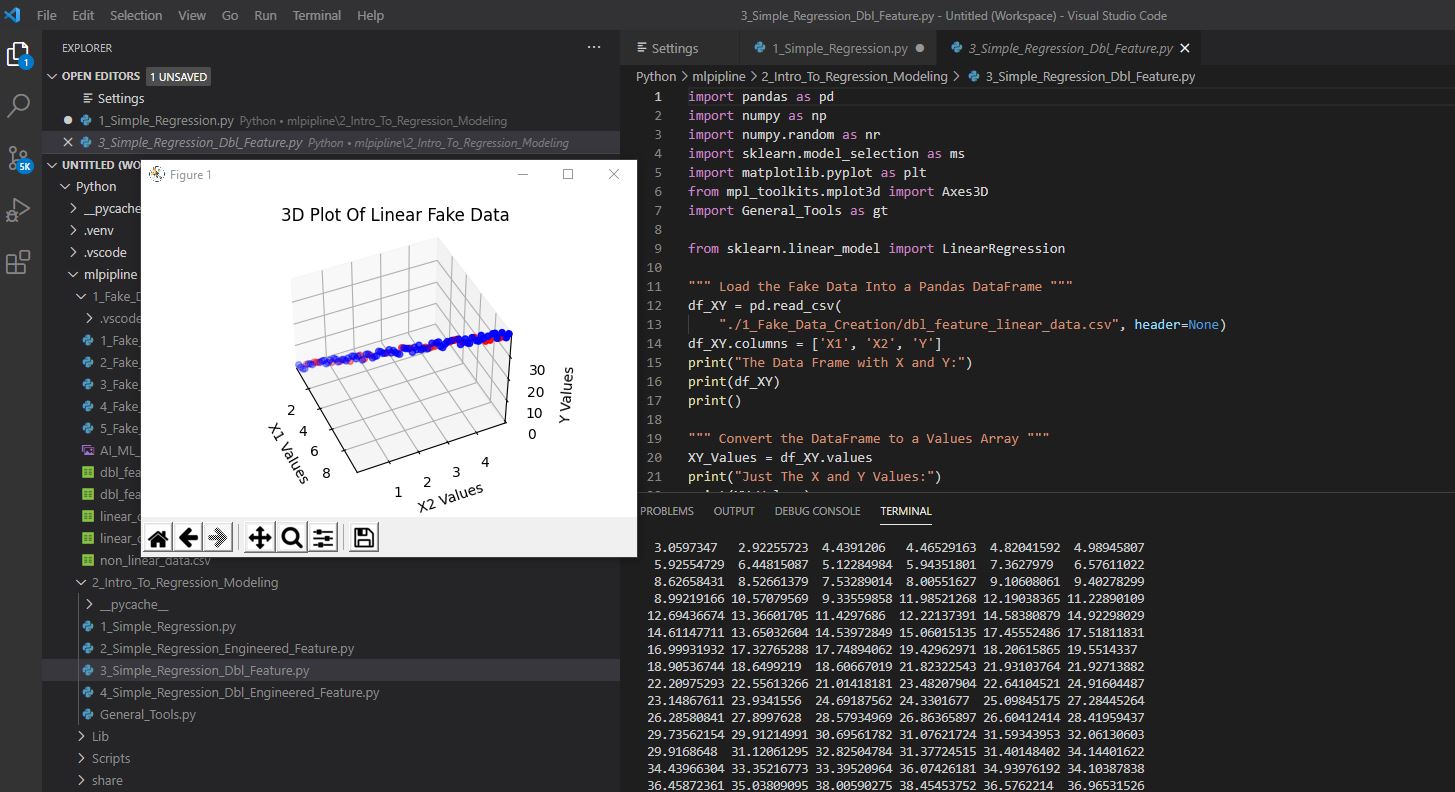 File Edit Selection View Go Run Terminal Help
3_Simple_Regression_Dbl_Feature.py - Untitled (Workspace) - Visual Studio Code
1
5K
EXPLORER ...
OPEN EDITORS 1 UNSAVED
Settings
1_Simple_Regression.py Python • mlpipline\2_Intro_To_Regression_Modeling
3_Simple_Regression_Dbl_Feature.py Python • mlpipline\2_Intro_To_Regression_Modeling
UNTITLED (WO
Python
__pycache
.venv
.vscode
mlpipline
1_Fake_D
.vscode
1_Fake_
2_Fake_
3_Fake_
4_Fake_
5_Fake_
AI_ML_
dbl_fea
dbl_fea
linear_d
linear_d
non_linear_data.csv
2_Intro_To_Regression_Modeling
__pycache__
1_Simple_Regression.py
2_Simple_Regression_Engineered_Feature.py
3_Simple_Regression_Dbl_Feature.py
4_Simple_Regression_Dbl_Engineered_Feature.py
General_Tools.py
Lib
Scripts
share
Figure 1
3D Plot Of Linear Fake Data
30
20
10
0
Y Values
2
4
6
8
X1 Values
1 2 3 4
X2 Values
Settings 1_Simple_Regression.py 3_Simple_Regression_Dbl_Feature.py
Python > mlpipline > 2_Intro_To_Regression_Modeling > 3_Simple_Regression_Dbl_Feature.py
1 import pandas as pd
2 import numpy as np
3 import numpy.random as nr
4 import sklearn.model_selection as ms
5 import matplotlib.pyplot as plt
6 from mpl_toolkits.mplot3d import Axes3D
7 import General_Tools as gt
8
9 from sklearn.linear_model import LinearRegression
10
11 """ Load the Fake Data Into a Pandas DataFrame """
12 df_XY = pd.read_csv(
13 "./1_Fake_Data_Creation/dbl_feature_linear_data.csv", header=None)
14 df_XY.columns = ['X1', 'X2', 'Y']
15 print("The Data Frame with X and Y:")
16 print(df_XY)
17 print()
18
19 """ Convert the DataFrame to a Values Array """
20 XY_Values = df_XY.values
21 print("Just The X and Y Values:")
PROBLEMS OUTPUT DEBUG CONSOLE TERMINAL
3.0597347 2.92255723 4.4391206 4.46529163 4.82041592 4.98945807
5.92554729 6.44815087 5.12284984 5.94351801 7.3627979 6.57611022
8.62658431 8.52661379 7.53289014 8.00551627 9.10608061 9.40278299
8.99219166 10.57079569 9.33559858 11.98521268 12.19038365 11.22890109
12.69436674 13.36601705 11.4297686 12.22137391 14.58380879 14.92298029
14.61147711 13.65032604 14.53972849 15.06015135 17.45552486 17.51811831
16.99931932 17.32765288 17.74894062 19.42962971 18.20615865 19.5514337
18.90536744 18.6499219 18.60667019 21.82322543 21.93103764 21.92713882
22.20975293 22.55613266 21.01418181 23.48207904 22.64104521 24.91604487
23.14867611 23.9341556 24.69187562 24.3301677 25.09845175 27.28445264
26.28580841 27.8997628 28.57934969 26.86365897 26.60412414 28.41959437
29.73562154 29.91214991 30.69561782 31.07621724 31.59343953 32.06130603
29.9168648 31.12061295 32.82504784 31.37724515 31.40148402 34.14401622
34.43966304 33.35216773 33.39520964 36.07426181 34.93976192 34.10387838
36.45872361 35.03809095 38.00590275 38.45453752 36.5762214 36.96531526